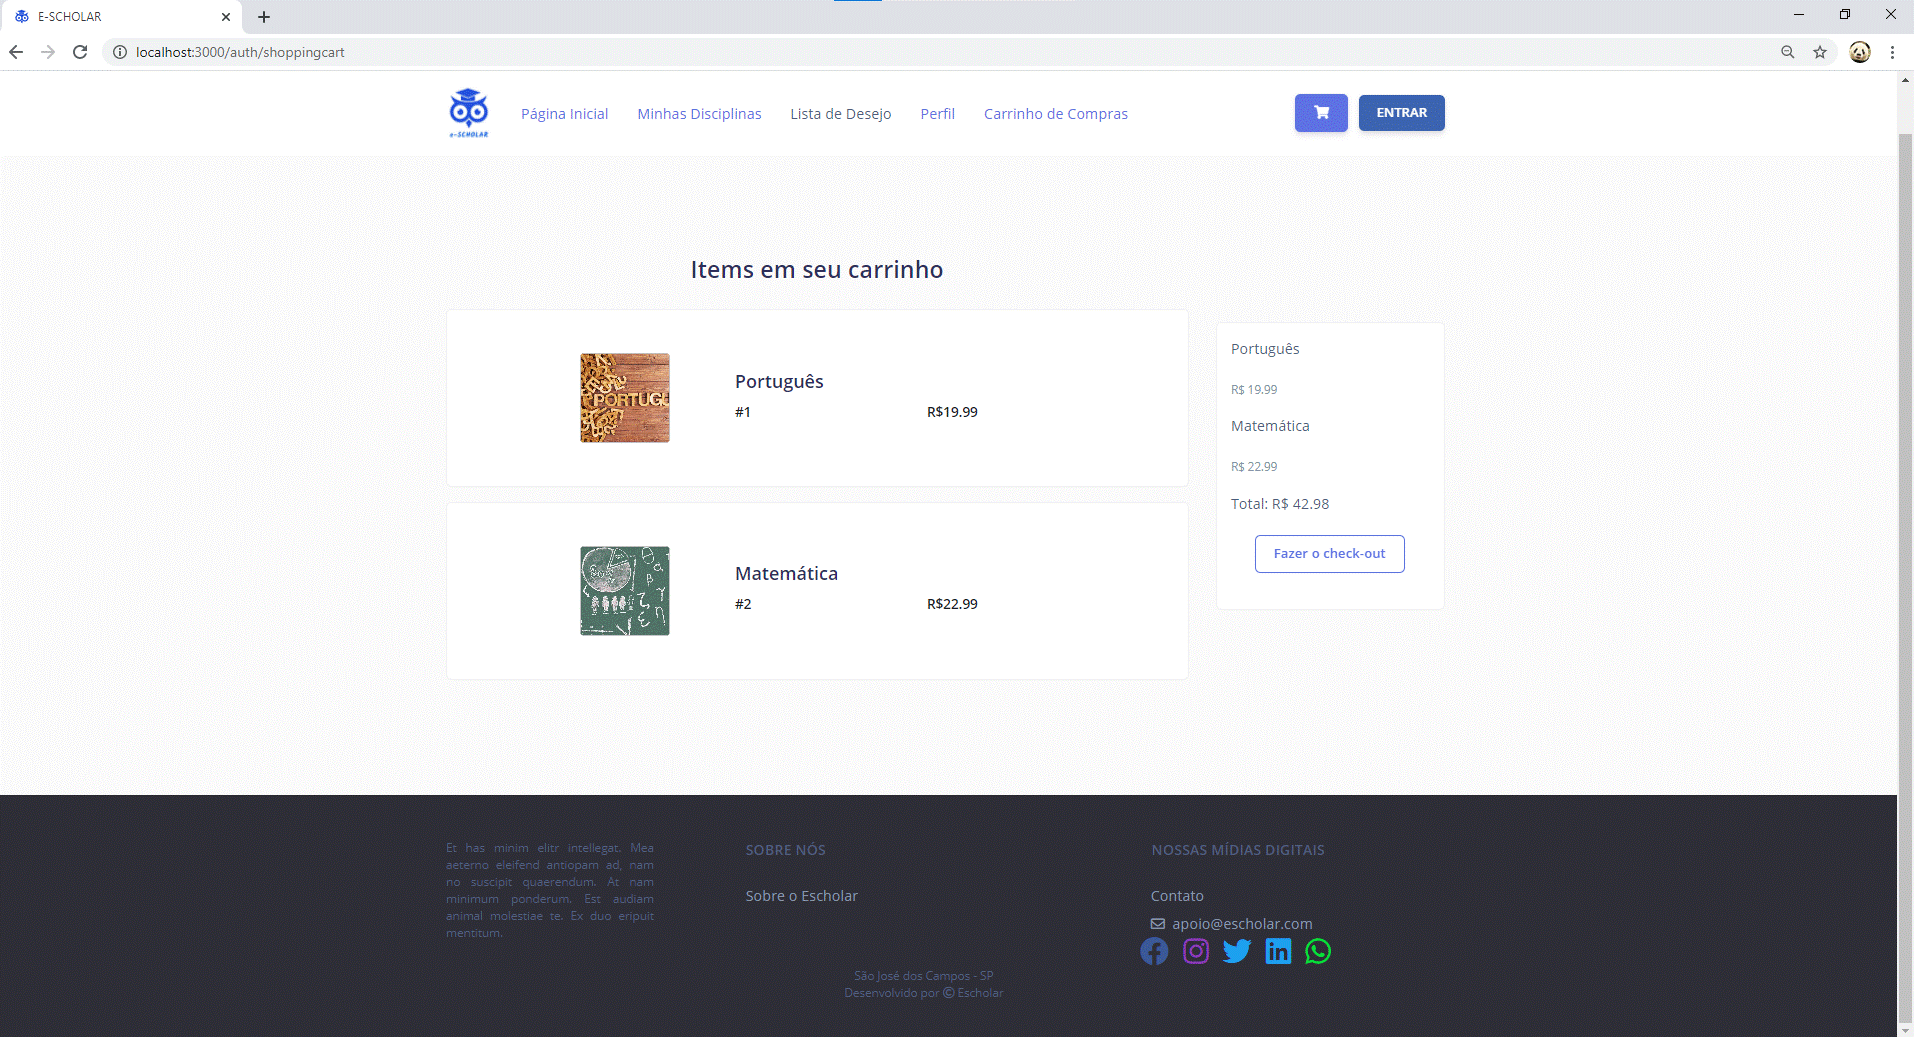 E-SCHOLAR
localhost:3000/auth/shoppingcart
e-SCHOLAR
Página Inicial
Minhas Disciplinas
Lista de Desejo
Perfil
Carrinho de Compras
ENTRAR
Items em seu carrinho
PORTUGU
Português
#1
R$19.99
Matemática
#2
R$22.99
Português
R$ 19.99
Matemática
R$ 22.99
Total: R$ 42.98
Fazer o check-out
Et has minim elitr intellegat. Mea
aeterno eleifend antiopam ad, nam
no suscipit quaerendum. At nam
minimum ponderum. Est audiam
animal molestiae te. Ex duo eripuit
mentitum.
SOBRE NÓS
Sobre o Escholar
NOSSAS MÍDIAS DIGITAIS
Contato
apoio@escholar.com
São José dos Campos - SP
Desenvolvido por © Escholar